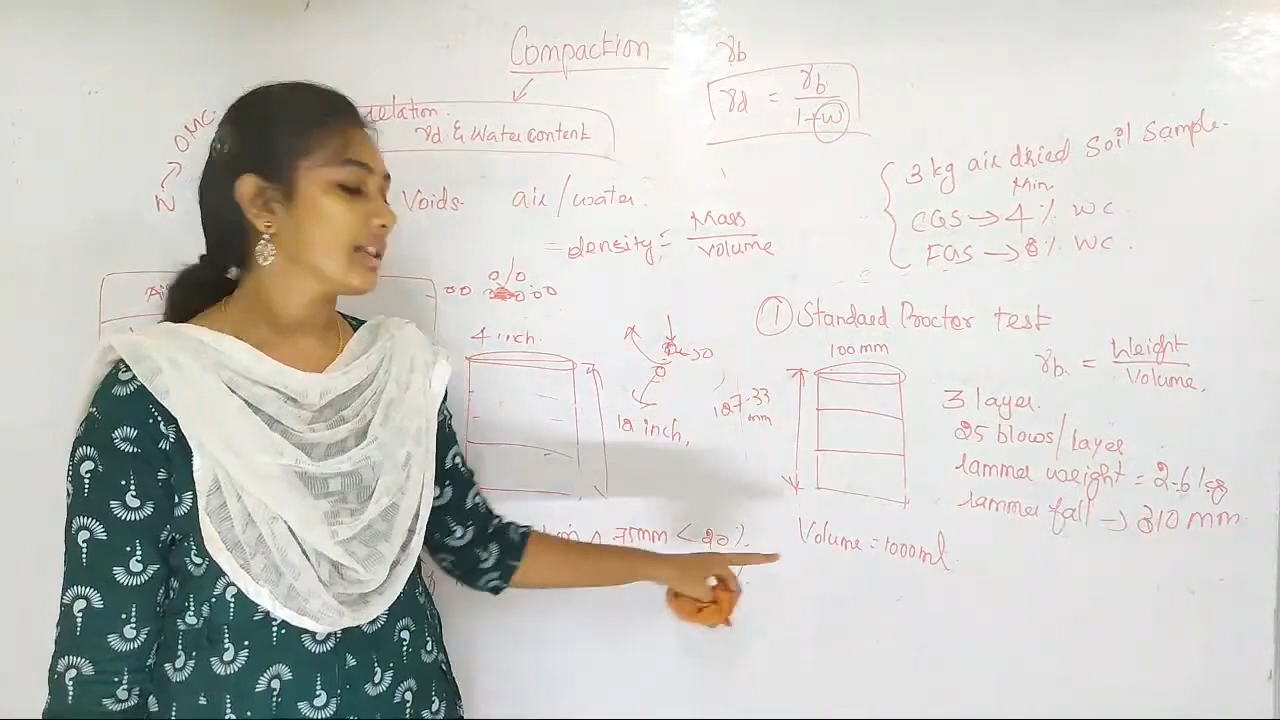 Compaction
γb
γd = γb / 1+w
OMC
N
relation
γd & Water content
Voids- air/water.
= density = Mass / Volume
3 kg air dried Soil Sample-
Min
CGS → 4 % WC
FGS → 8% WC
① Standard Proctor test
γb = Weight / Volume,
4 inch.
12 inch,
100mm
127.33 mm
3 layer.
25 blows/layer
rammer weight = 2.6 kg
rammer fall → 310 mm
Volume = 1000ml
.75mm < 20%